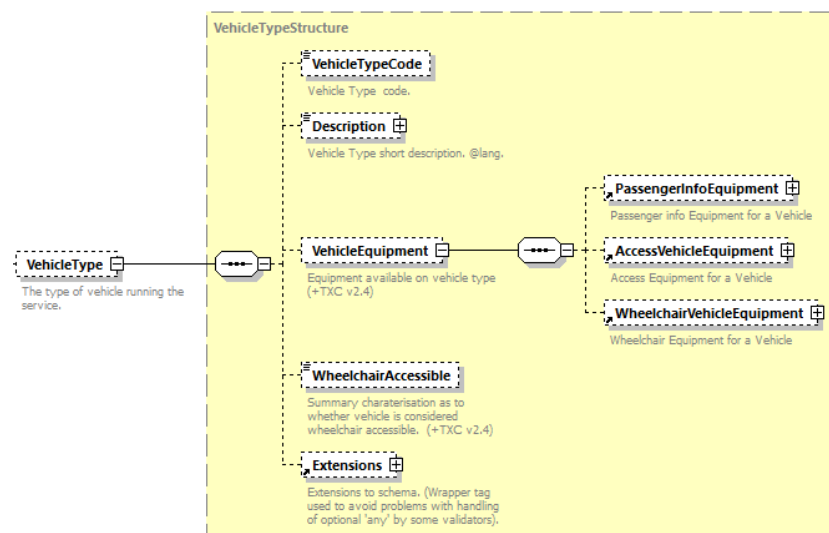 VehicleTypeStructure
VehicleTypeCode
Vehicle Type code.
Description
Vehicle Type short description. @lang.
VehicleType
The type of vehicle running the
service.
VehicleEquipment
Equipment available on vehicle type
(+TXC v2.4)
PassengerInfoEquipment
Passenger info Equipment for a Vehicle
AccessVehicleEquipment
Access Equipment for a Vehicle
WheelchairVehicleEquipment
Wheelchair Equipment for a Vehicle
WheelchairAccessible
Summary charaterisation as to
whether vehicle is considered
wheelchair accessible. (+TXC v2.4)
Extensions
Extensions to schema. (Wrapper tag
used to avoid problems with handling
of optional 'any' by some validators).